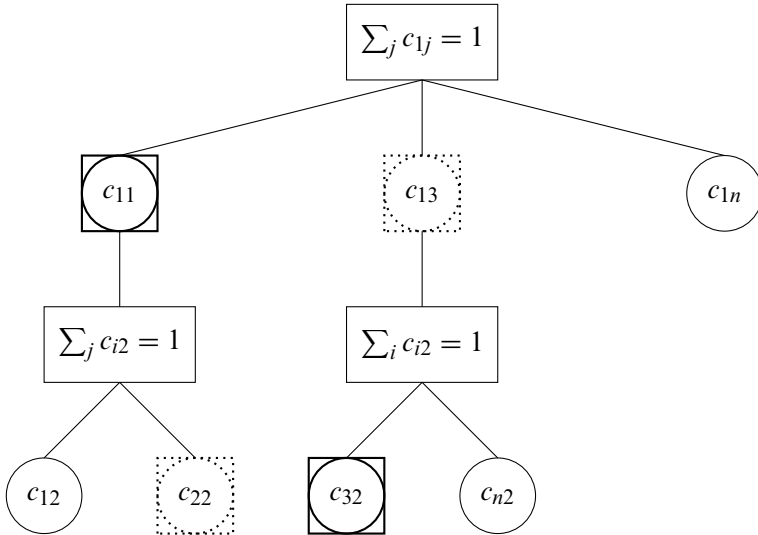 ∑_j c_{1j} = 1
c_{11} c_{13} c_{1n}
∑_j c_{i2} = 1 ∑_i c_{i2} = 1
c_{12} c_{22} c_{32} c_{n2}